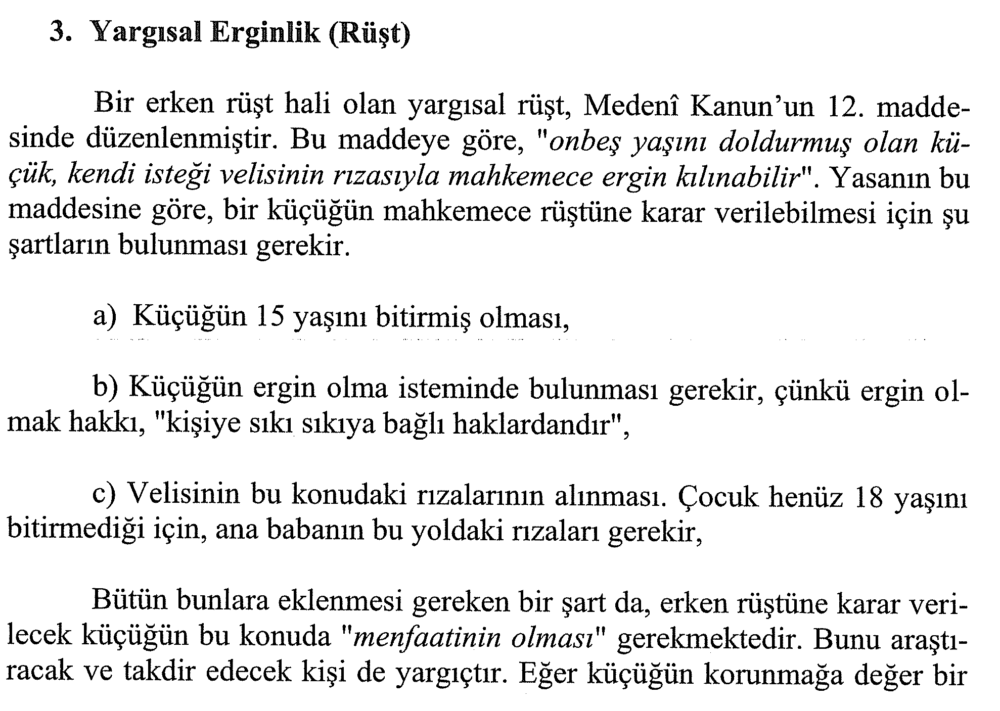 3. Yargısal Erginlik (Rüşt)
Bir erken rüşt hali olan yargısal rüşt, Medenî Kanun’un 12. madde-
sinde düzenlenmiştir. Bu maddeye göre, "onbeş yaşını doldurmuş olan kü-
çük, kendi isteği velisinin rızasıyla mahkemece ergin kılınabilir". Yasanın bu
maddesine göre, bir küçüğün mahkemece rüştüne karar verilebilmesi için şu
şartların bulunması gerekir.
a) Küçüğün 15 yaşını bitirmiş olması,
b) Küçüğün ergin olma isteminde bulunması gerekir, çünkü ergin ol-
mak hakkı, "kişiye sıkı sıkıya bağlı haklardandır",
c) Velisinin bu konudaki rızalarının alınması. Çocuk henüz 18 yaşını
bitirmediği için, ana babanın bu yoldaki rızaları gerekir,
Bütün bunlara eklenmesi gereken bir şart da, erken rüştüne karar veri-
lecek küçüğün bu konuda "menfaatinin olması" gerekmektedir. Bunu araştı-
racak ve takdir edecek kişi de yargıçtır. Eğer küçüğün korunmağa değer bir